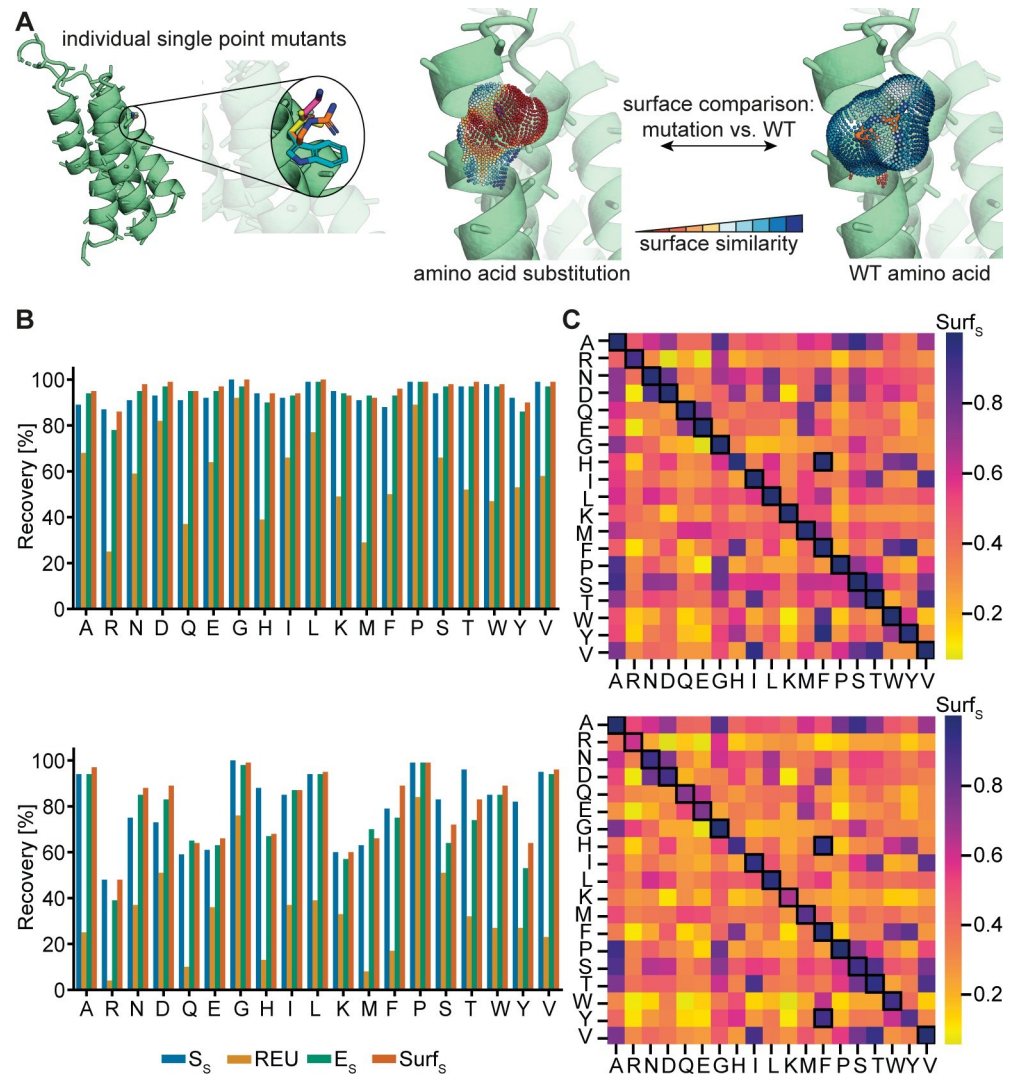 A
individual single point mutants
surface comparison:
mutation vs. WT
surface similarity
amino acid substitution
WT amino acid
B
Recovery [%]
100
80
60
40
20
0
A R N D Q E G H I L K M F P S T W Y V
Recovery [%]
100
80
60
40
20
0
A R N D Q E G H I L K M F P S T W Y V
S_S REU E_S Surf_S
C
Surf_S
A
R
N
D
Q
E
G
H
I
L
K
M
F
P
S
T
W
Y
V
A R N D Q E G H I L K M F P S T W Y V
0.8
0.6
0.4
0.2
Surf_S
A
R
N
D
Q
E
G
H
I
L
K
M
F
P
S
T
W
Y
V
A R N D Q E G H I L K M F P S T W Y V
0.8
0.6
0.4
0.2